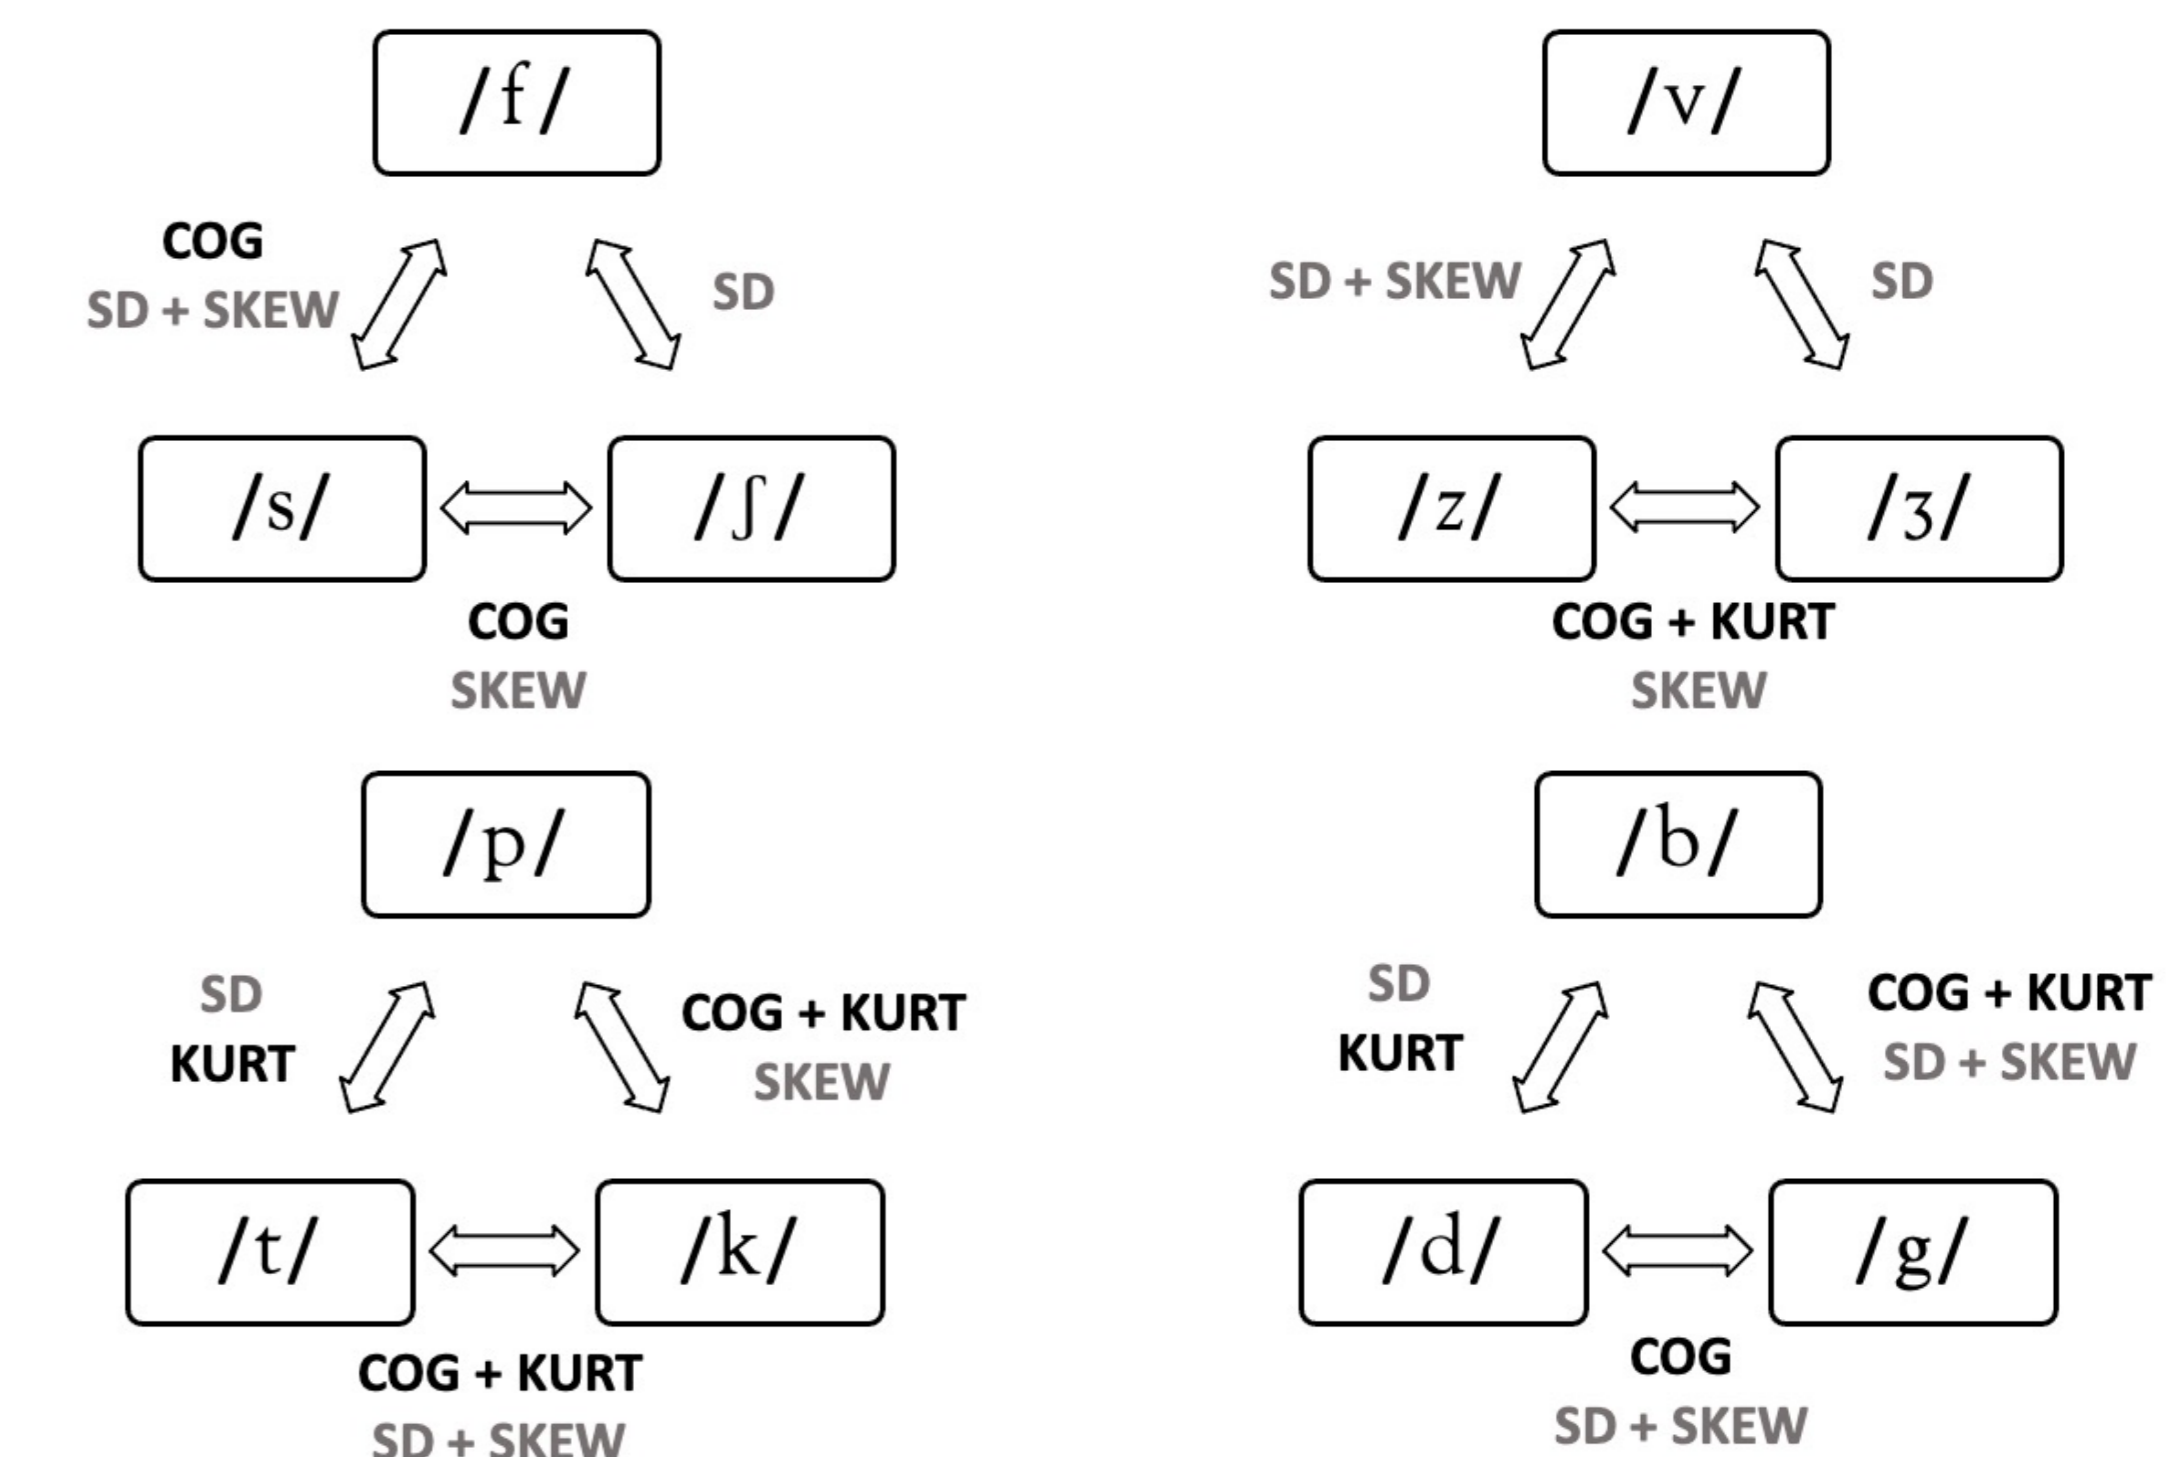 /f/
COG
SD + SKEW
SD
/s/
/ʃ/
COG
SKEW
/v/
SD + SKEW
SD
/z/
/ʒ/
COG + KURT
SKEW
/p/
SD
KURT
COG + KURT
SKEW
/t/
/k/
COG + KURT
SD + SKEW
/b/
SD
KURT
COG + KURT
SD + SKEW
/d/
/g/
COG
SD + SKEW